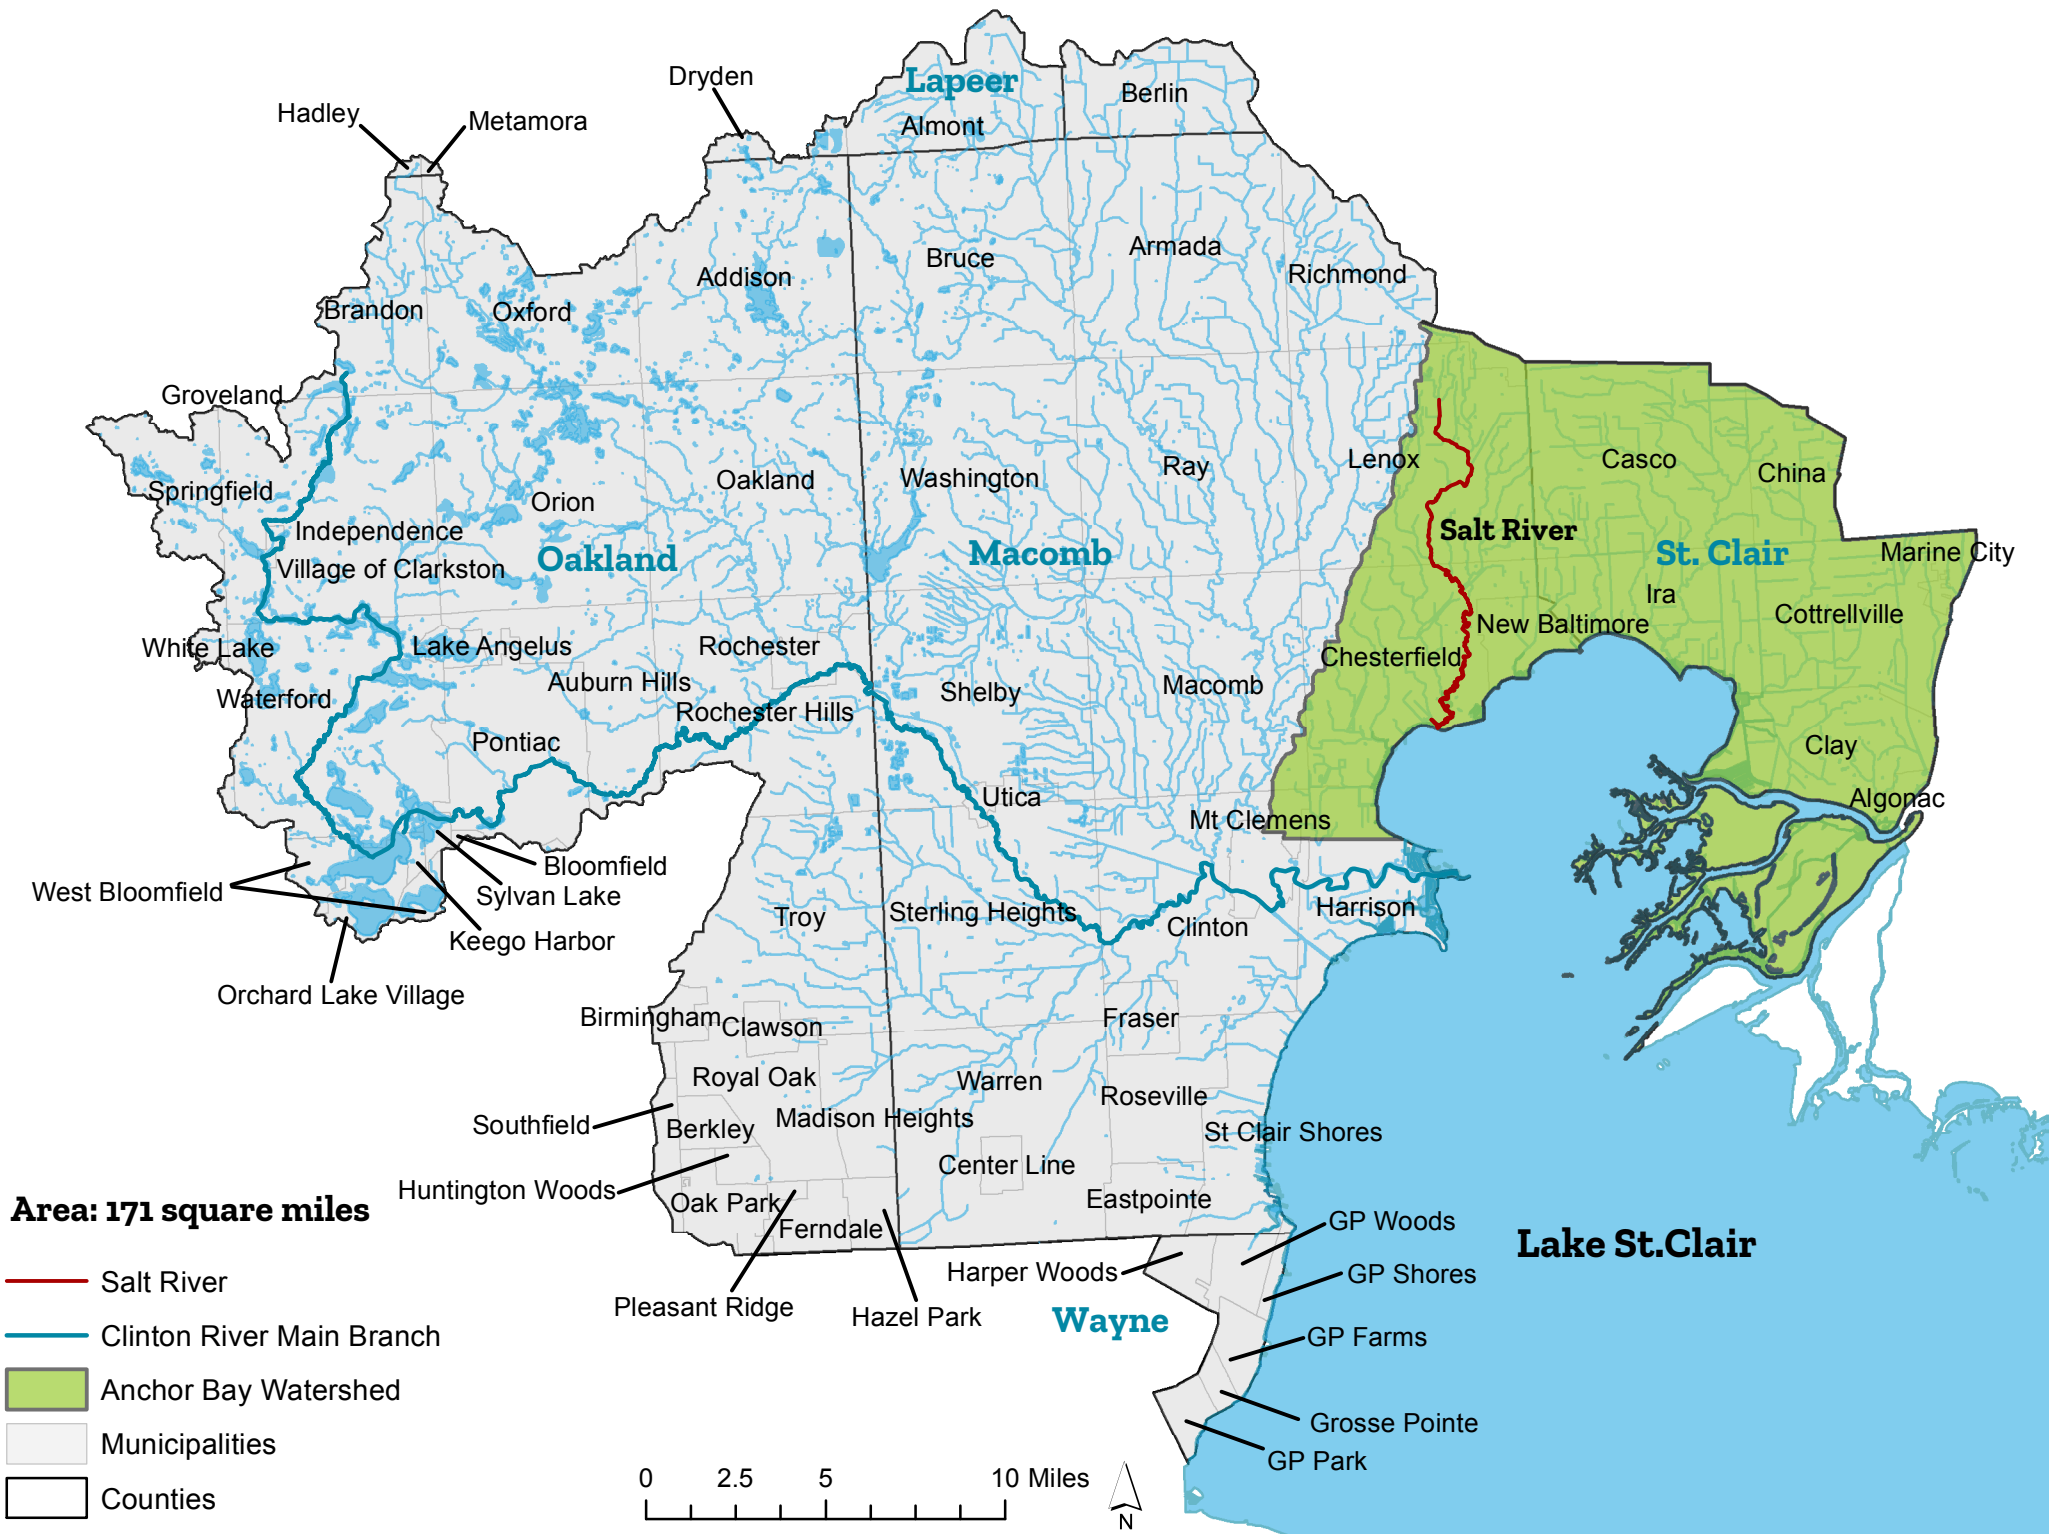 Lapeer
Dryden
Berlin
Hadley
Metamora
Almont
Armada
Bruce
Richmond
Addison
Brandon
Oxford
Groveland
Lenox
Casco
Ray
China
Washington
Oakland
Springfield
Orion
Independence
Salt River
Oakland
Macomb
St. Clair
Marine City
Village of Clarkston
Ira
Cottrellville
New Baltimore
White Lake
Lake Angelus
Rochester
Chesterfield
Auburn Hills
Macomb
Shelby
Waterford
Rochester Hills
Pontiac
Clay
Utica
Algonac
Mt Clemens
Bloomfield
West Bloomfield
Sylvan Lake
Harrison
Sterling Heights
Troy
Clinton
Keego Harbor
Orchard Lake Village
Birmingham
Clawson
Fraser
Royal Oak
Warren
Roseville
Madison Heights
Southfield
Berkley
St Clair Shores
Center Line
Huntington Woods
Oak Park
Eastpointe
Ferndale
GP Woods
Lake St.Clair
Harper Woods
GP Shores
Pleasant Ridge
Hazel Park
Wayne
GP Farms
Grosse Pointe
GP Park
Area: 171 square miles
Salt River
Clinton River Main Branch
Anchor Bay Watershed
Municipalities
Counties
0 2.5 5 10 Miles
N